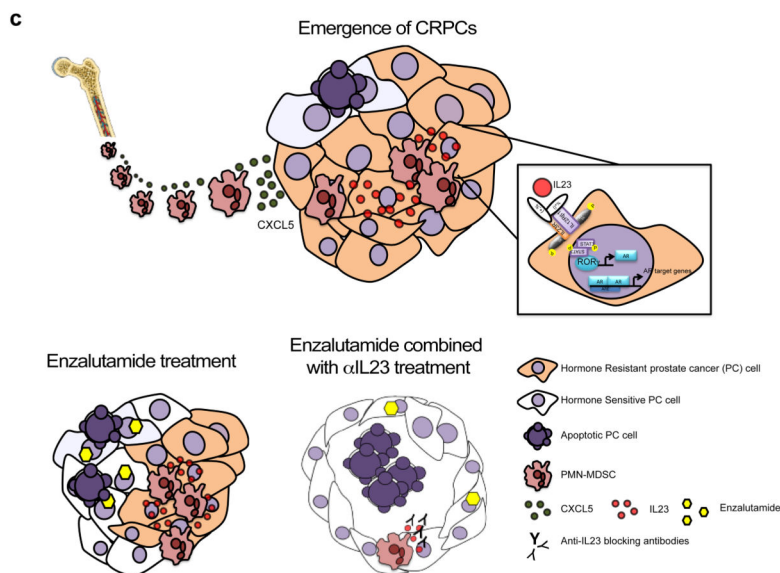 c
Emergence of CRPCs
CXCL5
IL23
STAT3
RORγ
AR
AR AR
AR target genes
Enzalutamide treatment
Enzalutamide combined
with αIL23 treatment
Hormone Resistant prostate cancer (PC) cell
Hormone Sensitive PC cell
Apoptotic PC cell
PMN-MDSC
CXCL5
IL23
Enzalutamide
Anti-IL23 blocking antibodies